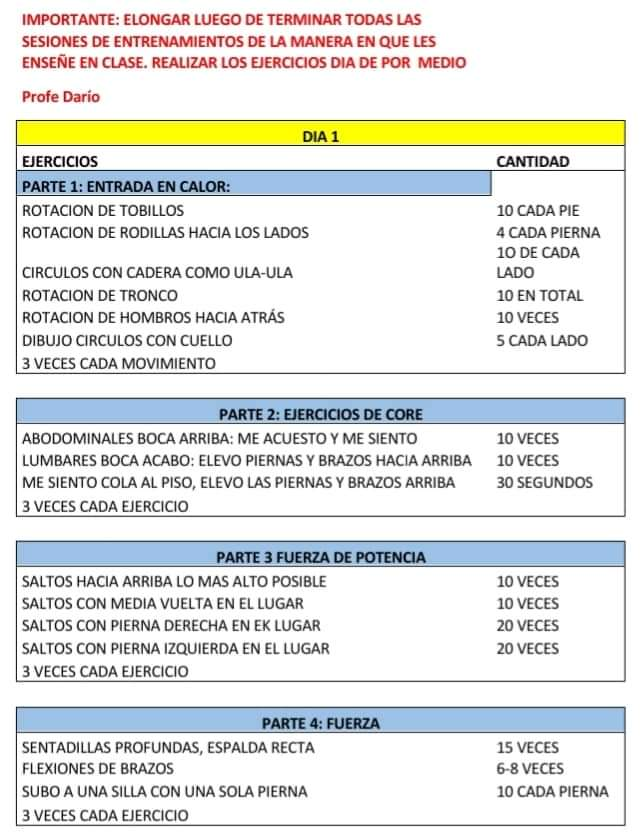 IMPORTANTE: ELONGAR LUEGO DE TERMINAR TODAS LAS
SESIONES DE ENTRENAMIENTOS DE LA MANERA EN QUE LES
ENSEÑE EN CLASE. REALIZAR LOS EJERCICIOS DIA DE POR MEDIO
Profe Darío
DIA 1
EJERCICIOS CANTIDAD
PARTE 1: ENTRADA EN CALOR:
ROTACION DE TOBILLOS 10 CADA PIE
ROTACION DE RODILLAS HACIA LOS LADOS 4 CADA PIERNA
1O DE CADA
CIRCULOS CON CADERA COMO ULA-ULA LADO
ROTACION DE TRONCO 10 EN TOTAL
ROTACION DE HOMBROS HACIA ATRÁS 10 VECES
DIBUJO CIRCULOS CON CUELLO 5 CADA LADO
3 VECES CADA MOVIMIENTO
PARTE 2: EJERCICIOS DE CORE
ABODOMINALES BOCA ARRIBA: ME ACUESTO Y ME SIENTO 10 VECES
LUMBARES BOCA ACABO: ELEVO PIERNAS Y BRAZOS HACIA ARRIBA 10 VECES
ME SIENTO COLA AL PISO, ELEVO LAS PIERNAS Y BRAZOS ARRIBA 30 SEGUNDOS
3 VECES CADA EJERCICIO
PARTE 3 FUERZA DE POTENCIA
SALTOS HACIA ARRIBA LO MAS ALTO POSIBLE 10 VECES
SALTOS CON MEDIA VUELTA EN EL LUGAR 10 VECES
SALTOS CON PIERNA DERECHA EN EK LUGAR 20 VECES
SALTOS CON PIERNA IZQUIERDA EN EL LUGAR 20 VECES
3 VECES CADA EJERCICIO
PARTE 4: FUERZA
SENTADILLAS PROFUNDAS, ESPALDA RECTA 15 VECES
FLEXIONES DE BRAZOS 6-8 VECES
SUBO A UNA SILLA CON UNA SOLA PIERNA 10 CADA PIERNA
3 VECES CADA EJERCICIO